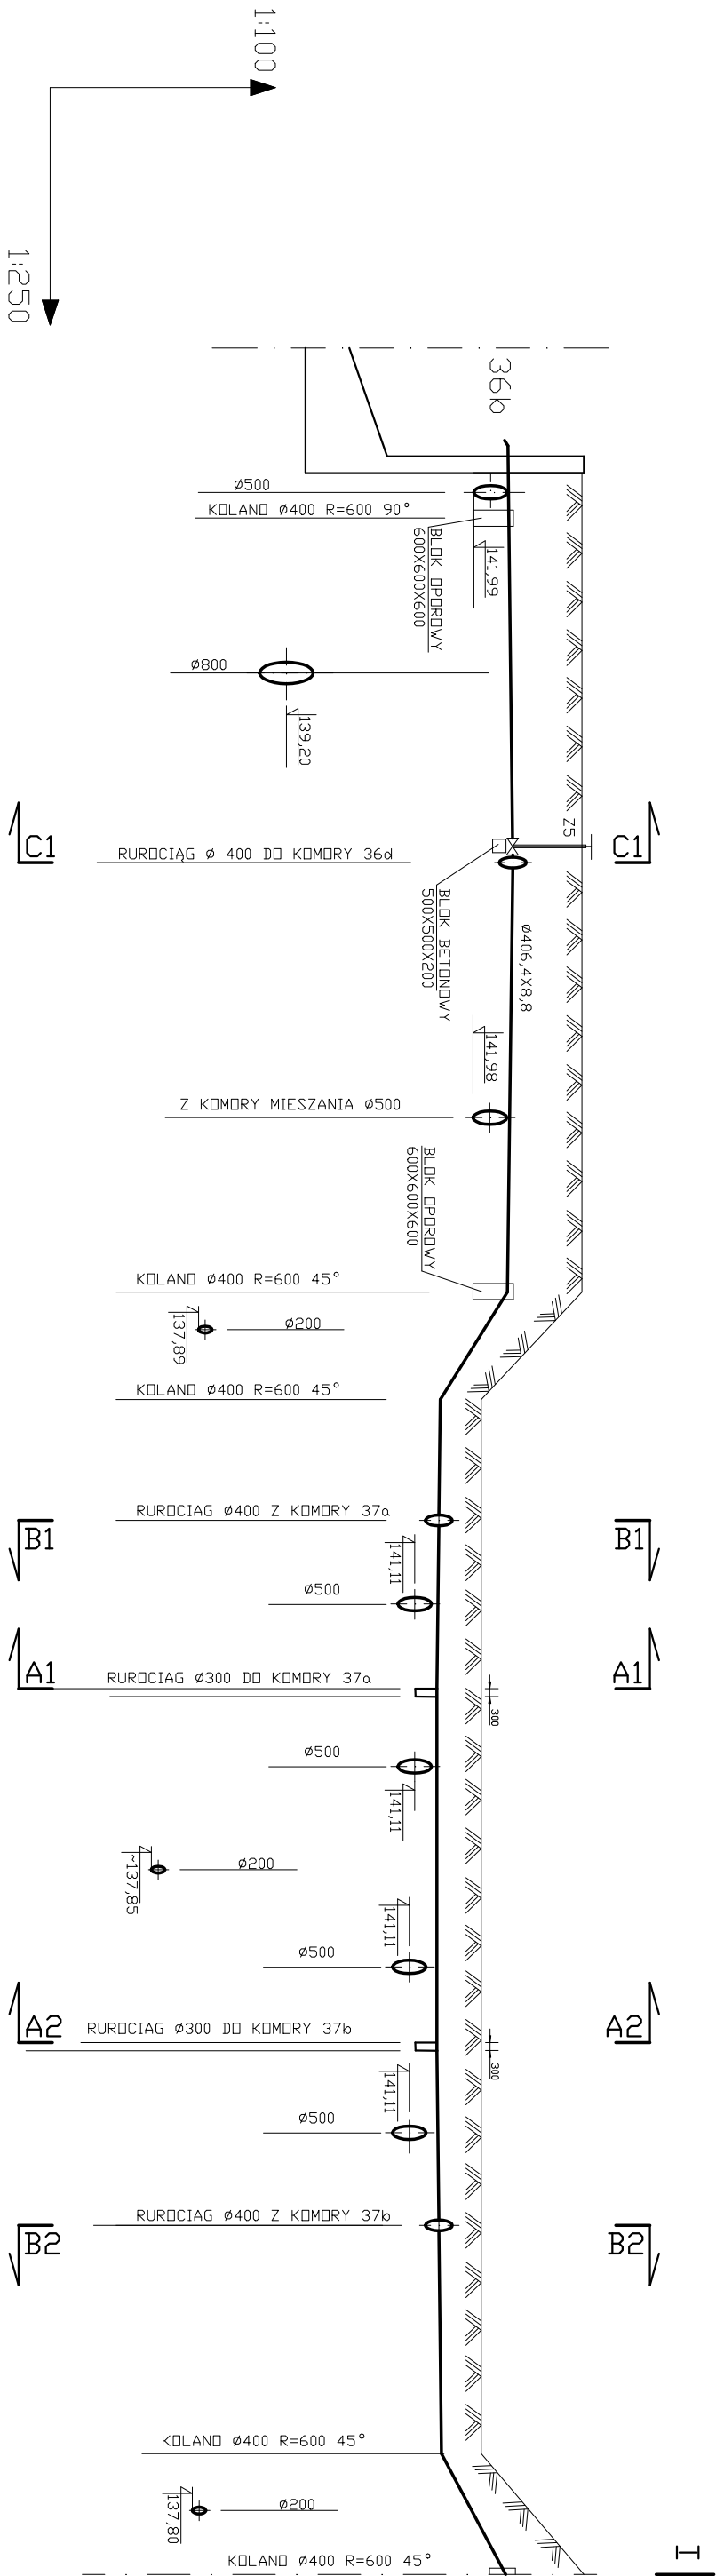 1:100
1:250
36b
Ø500
KOLANO Ø400 R=600 90°
BLOK OPOROWY
600X600X600
141,99
Ø800
139,20
Z5
C1
C1
RUROCIĄG Ø 400 DO KOMORY 36d
BLOK BETONOWY
500X500X200
Ø406,4X8,8
141,98
Z KOMORY MIESZANIA Ø500
BLOK OPOROWY
600X600X600
KOLANO Ø400 R=600 45°
137,89
Ø200
KOLANO Ø400 R=600 45°
RUROCIAG Ø400 Z KOMORY 37a
B1
B1
141,11
Ø500
A1
A1
RUROCIAG Ø300 DO KOMORY 37a
300
Ø500
141,11
Ø200
~137,85
141,11
Ø500
A2
A2
RUROCIAG Ø300 DO KOMORY 37b
300
141,11
Ø500
RUROCIAG Ø400 Z KOMORY 37b
B2
B2
KOLANO Ø400 R=600 45°
137,80
Ø200
KOLANO Ø400 R=600 45°
I